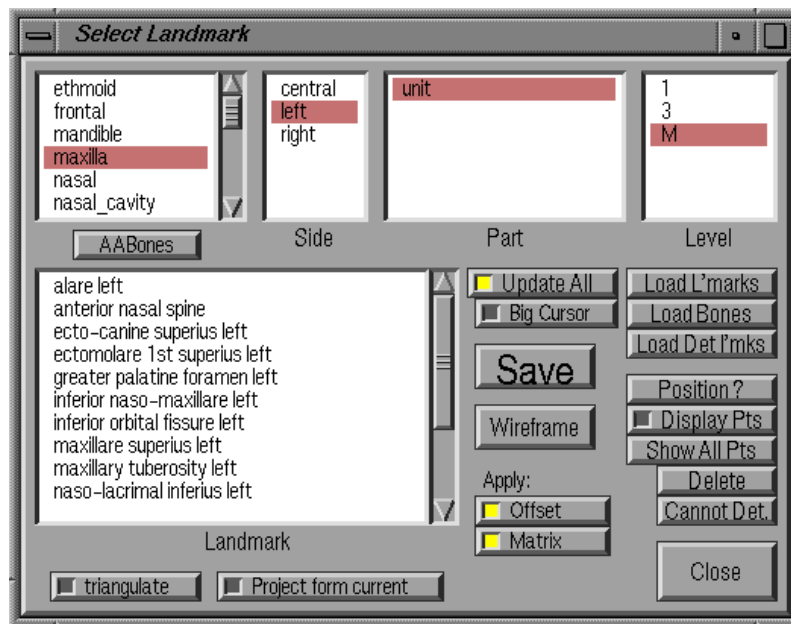 Select Landmark
ethmoid
frontal
mandible
maxilla
nasal
nasal_cavity
AABones
central
left
right
Side
unit
Part
1
3
M
Level
alare left
anterior nasal spine
ecto-canine superius left
ectomolare 1st superius left
greater palatine foramen left
inferior naso-maxillare left
inferior orbital fissure left
maxillare superius left
maxillary tuberosity left
naso-lacrimal inferius left
Landmark
triangulate
Project form current
Update All
Big Cursor
Save
Wireframe
Apply:
Offset
Matrix
Load L'marks
Load Bones
Load Det l'mks
Position ?
Display Pts
Show All Pts
Delete
Cannot Det.
Close